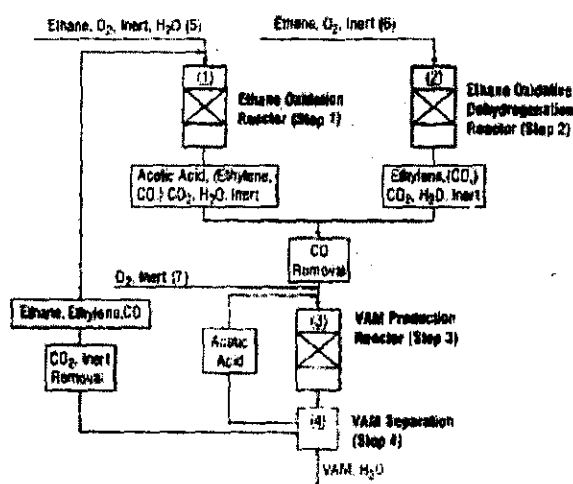 Ethane, O2, Inert, H2O (5)
Ethane, O2, Inert (6)
(1)
Ethane Oxidation
Reactor (Step 1)
(2)
Ethane Oxidative
Dehydrogenation
Reactor (Step 2)
Acetic Acid, (Ethylene,
CO,) CO2, H2O, Inert
Ethylene, (CO,)
CO2, H2O, Inert
CO
Removal
O2, Inert (7)
Ethane, Ethylene, CO
(3)
VAM Production
Reactor (Step 3)
Acetic
Acid
CO2, Inert
Removal
(4)
VAM Separation
(Step 4)
VAM, H2O